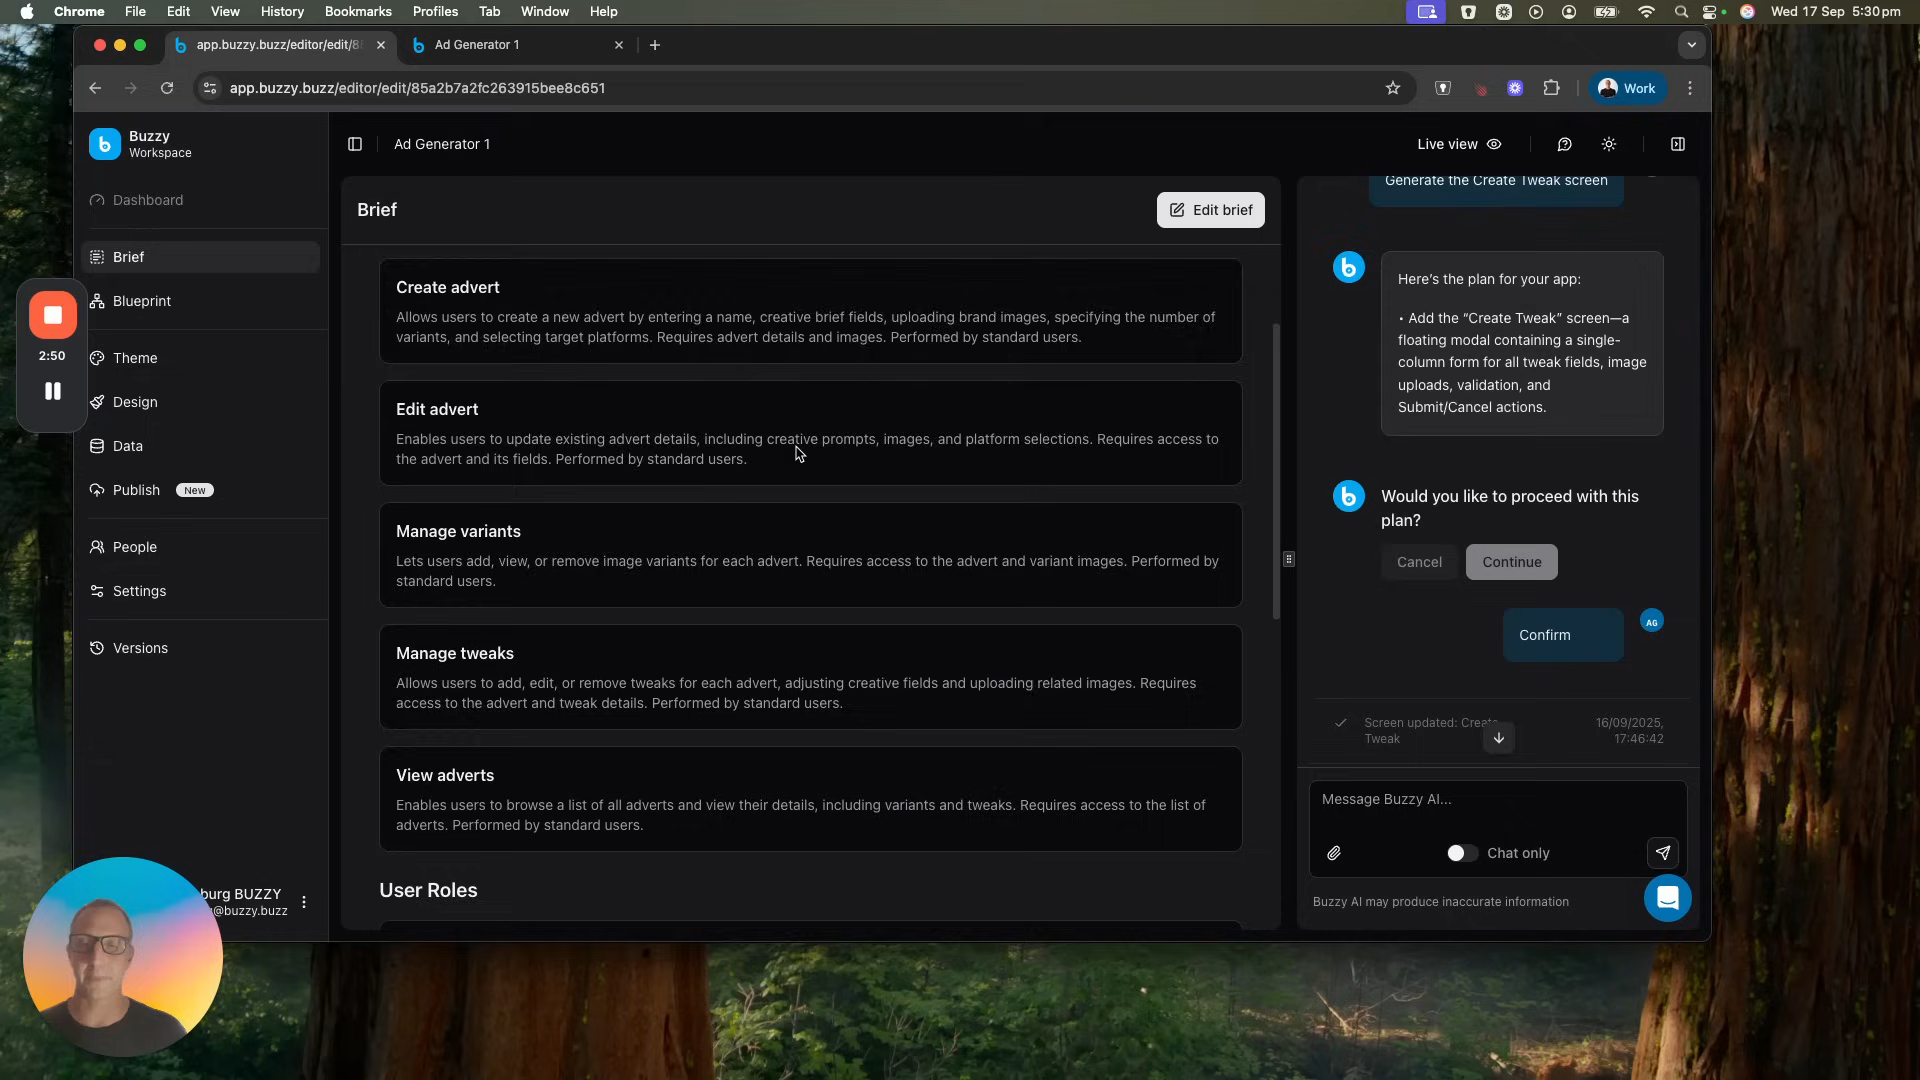 Chrome File Edit View History Bookmarks Profiles Tab Window Help
Wed 17 Sep 5:30 pm
app.buzzy.buzz/editor/edit/8
Ad Generator 1
app.buzzy.buzz/editor/edit/85a2b7a2fc263915bee8c651
Work
Buzzy
Workspace
Dashboard
Brief
Blueprint
Theme
Design
Data
Publish New
People
Settings
Versions
2:50
burg BUZZY
@buzzy.buzz
Ad Generator 1
Live view
Brief
Edit brief
Create advert
Allows users to create a new advert by entering a name, creative brief fields, uploading brand images, specifying the number of
variants, and selecting target platforms. Requires advert details and images. Performed by standard users.
Edit advert
Enables users to update existing advert details, including creative prompts, images, and platform selections. Requires access to
the advert and its fields. Performed by standard users.
Manage variants
Lets users add, view, or remove image variants for each advert. Requires access to the advert and variant images. Performed by
standard users.
Manage tweaks
Allows users to add, edit, or remove tweaks for each advert, adjusting creative fields and uploading related images. Requires
access to the advert and tweak details. Performed by standard users.
View adverts
Enables users to browse a list of all adverts and view their details, including variants and tweaks. Requires access to the list of
adverts. Performed by standard users.
User Roles
Generate the Create Tweak screen
Here’s the plan for your app:
• Add the “Create Tweak” screen—a
floating modal containing a single-
column form for all tweak fields, image
uploads, validation, and
Submit/Cancel actions.
Would you like to proceed with this
plan?
Cancel
Continue
Confirm
AG
Screen updated: Create
Tweak
16/09/2025,
17:46:42
Message Buzzy AI...
Chat only
Buzzy AI may produce inaccurate information